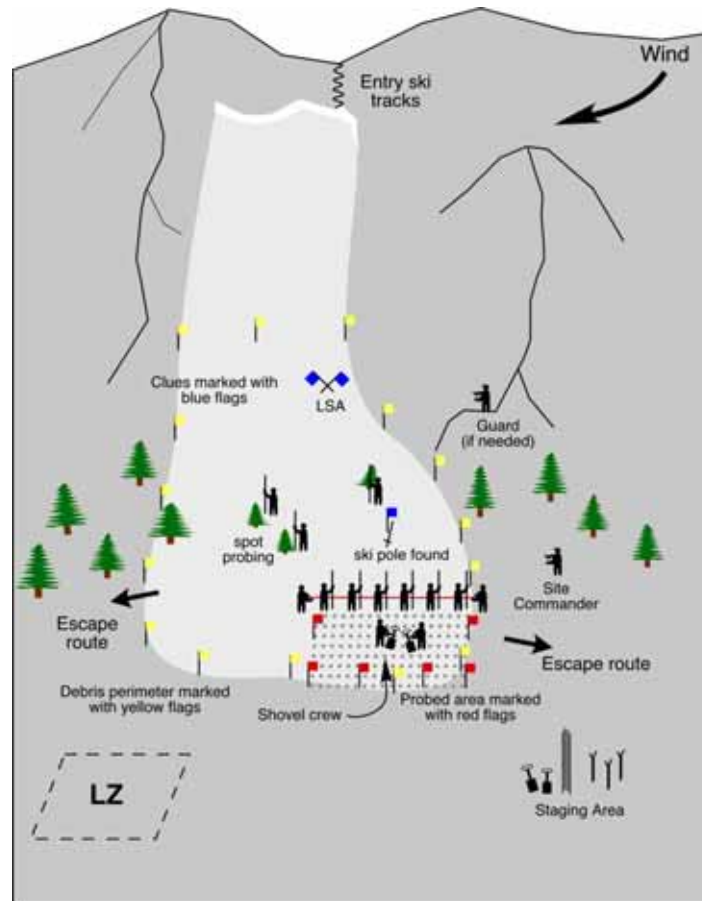 Wind
Entry ski
tracks
Clues marked with
blue flags
LSA
Guard
(if needed)
spot
probing
ski pole found
Site
Commander
Escape
route
Escape route
Debris perimeter marked
with yellow flags
Shovel crew
Probed area marked
with red flags
LZ
Staging Area